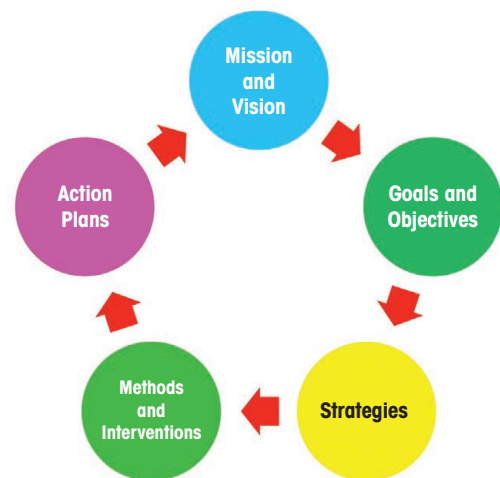 Mission
and
Vision
Goals and
Objectives
Strategies
Methods
and
Interventions
Action
Plans